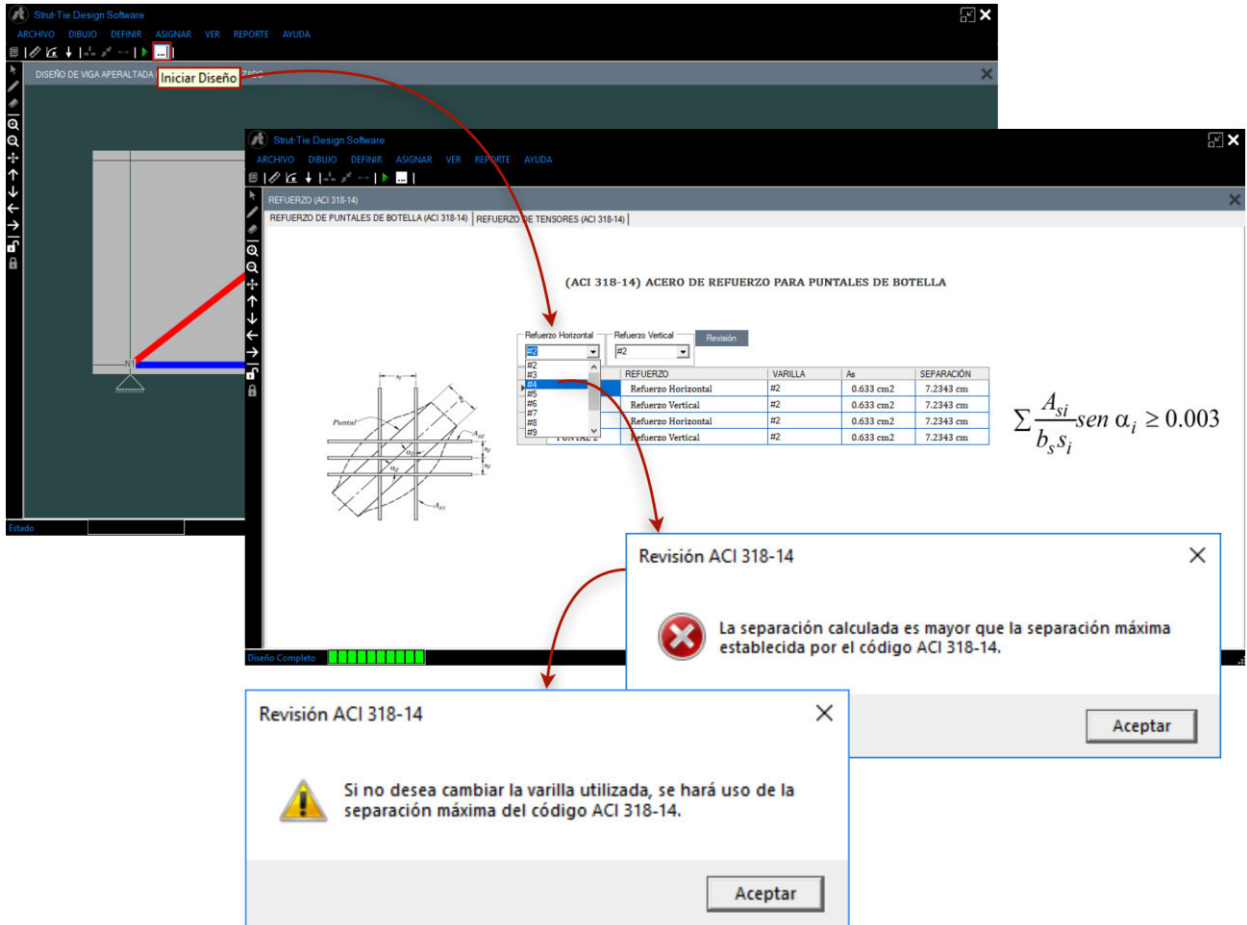 Strut-Tie Design Software
ARCHIVO DIBUJO DEFINIR ASIGNAR VER REPORTE AYUDA
DISEÑO DE VIGA APERALTADA
Iniciar Diseño
N1
Estado
Strut-Tie Design Software
ARCHIVO DIBUJO DEFINIR ASIGNAR VER REPORTE AYUDA
REFUERZO (ACI 318-14)
REFUERZO DE PUNTALES DE BOTELLA (ACI 318-14) REFUERZO DE TENSORES (ACI 318-14)
(ACI 318-14) ACERO DE REFUERZO PARA PUNTALES DE BOTELLA
Refuerzo Horizontal Refuerzo Vertical Revisión
#2 #2
#2
#3
#4
#5
#6
#7
#8
#9
REFUERZO VARILLA As SEPARACIÓN
Refuerzo Horizontal #2 0.633 cm2 7.2343 cm
Refuerzo Vertical #2 0.633 cm2 7.2343 cm
Refuerzo Horizontal #2 0.633 cm2 7.2343 cm
PUNTAL 2 Refuerzo Vertical #2 0.633 cm2 7.2343 cm
Puntal
∑ A_si / b_s s_i sen α_i ≥ 0.003
Diseño Completo
Revisión ACI 318-14
La separación calculada es mayor que la separación máxima
establecida por el código ACI 318-14.
Aceptar
Revisión ACI 318-14
Si no desea cambiar la varilla utilizada, se hará uso de la
separación máxima del código ACI 318-14.
Aceptar